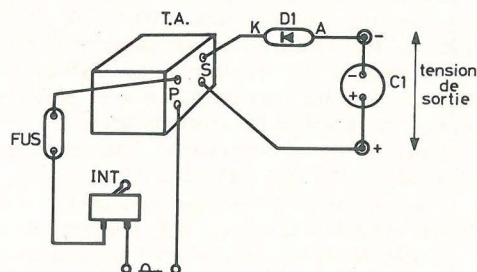 T.A.
K D1 A
-
S
P
- C1
+
tension
de
sortie
FUS
+
INT